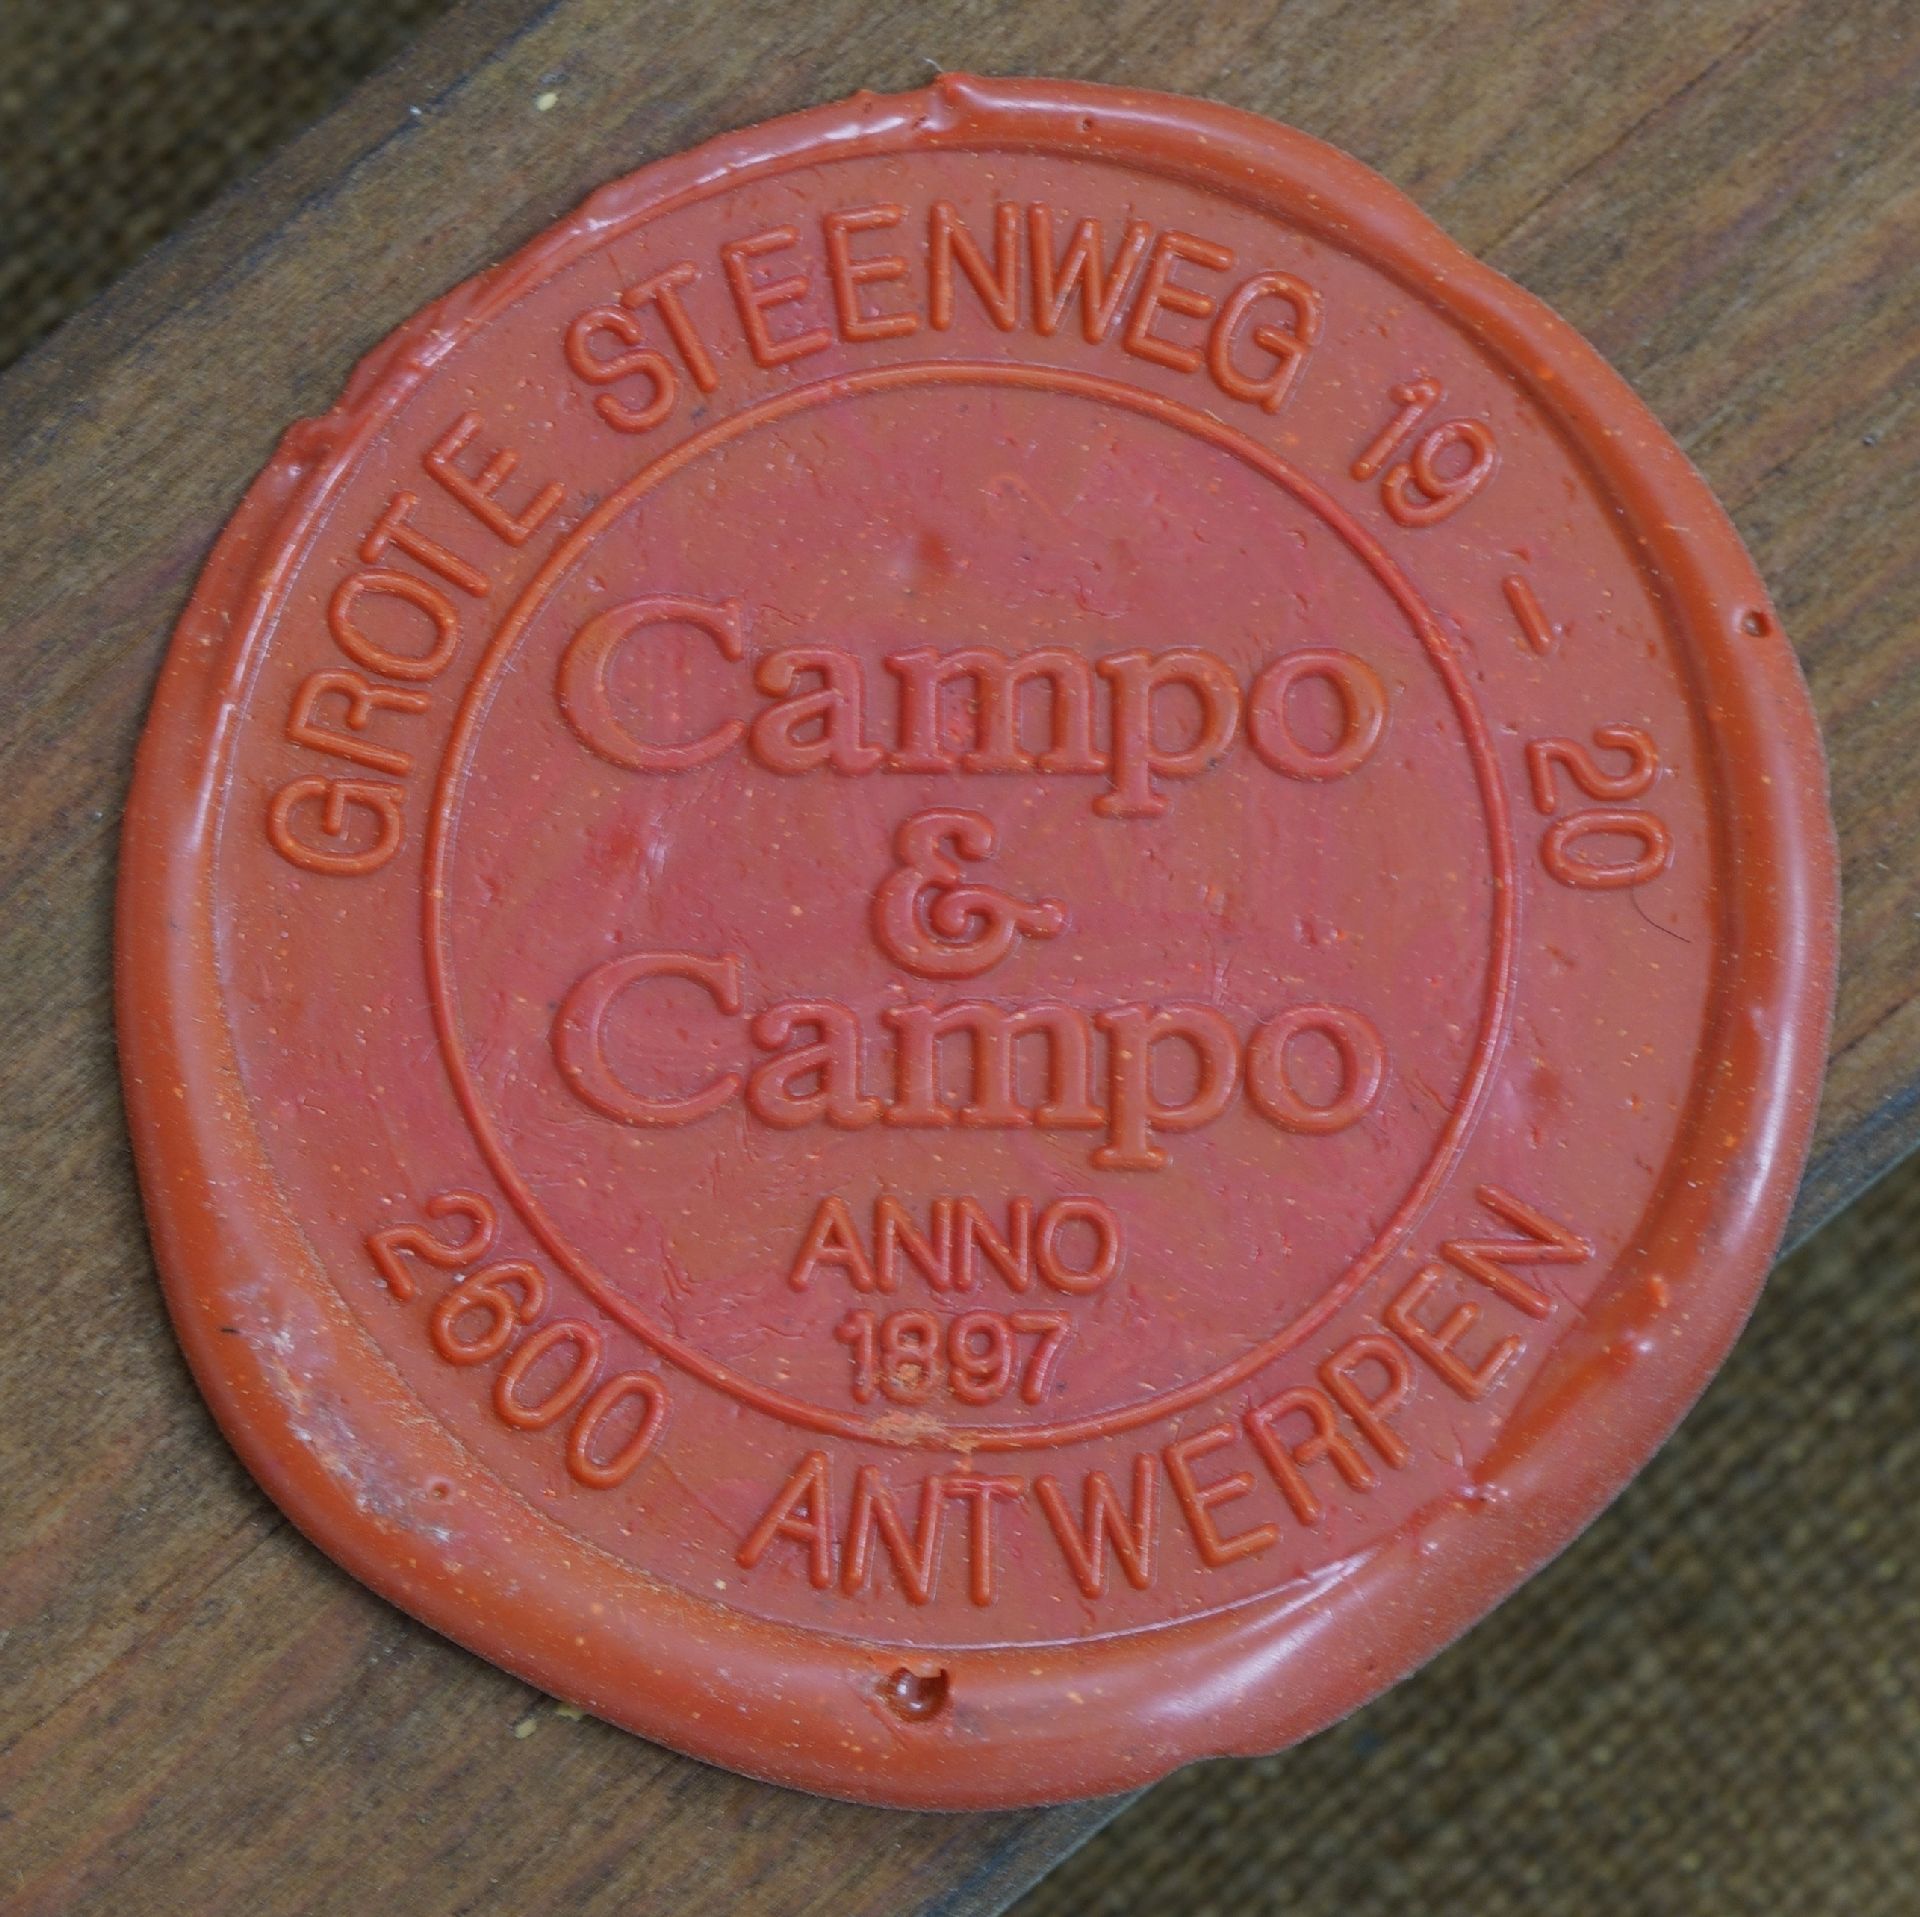 GROTE STEENWEG 19 - 20
Campo
&
Campo
ANNO
1897
2600 ANTWERPEN